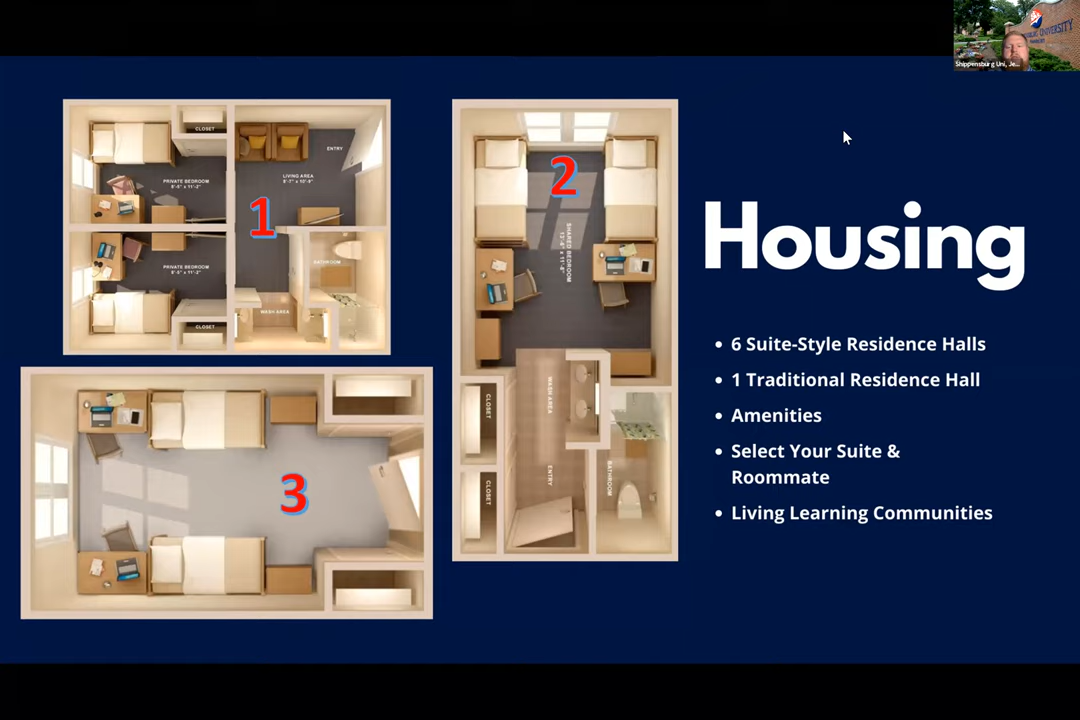 UNIVERSITY
Shippensburg Uni, Je...
CLOSET
ENTRY
PRIVATE BEDROOM
LIVING AREA
1
PRIVATE BEDROOM
BATHROOM
WASH AREA
CLOSET
2
SHARED BEDROOM
WASH AREA
CLOSET
ENTRY
BATHROOM
CLOSET
3
Housing
• 6 Suite-Style Residence Halls
• 1 Traditional Residence Hall
• Amenities
• Select Your Suite &
Roommate
• Living Learning Communities